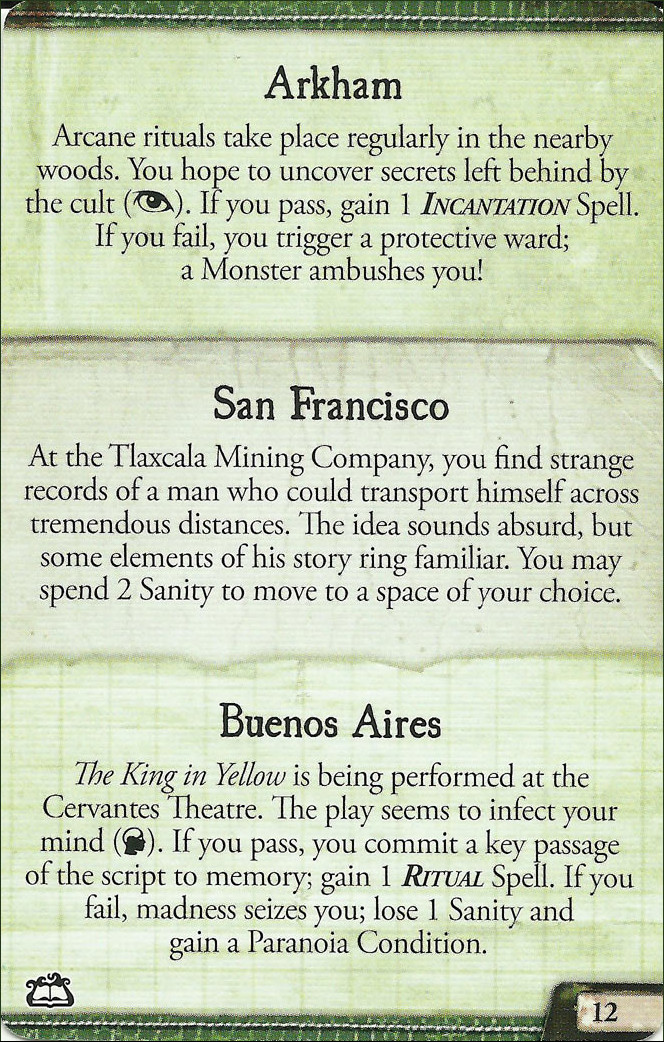 Arkham
Arcane rituals take place regularly in the nearby
woods. You hope to uncover secrets left behind by
the cult (). If you pass, gain 1 INCANTATION Spell.
If you fail, you trigger a protective ward;
a Monster ambushes you!
San Francisco
At the Tlaxcala Mining Company, you find strange
records of a man who could transport himself across
tremendous distances. The idea sounds absurd, but
some elements of his story ring familiar. You may
spend 2 Sanity to move to a space of your choice.
Buenos Aires
The King in Yellow is being performed at the
Cervantes Theatre. The play seems to infect your
mind (). If you pass, you commit a key passage
of the script to memory; gain 1 RITUAL Spell. If you
fail, madness seizes you; lose 1 Sanity and
gain a Paranoia Condition.
12